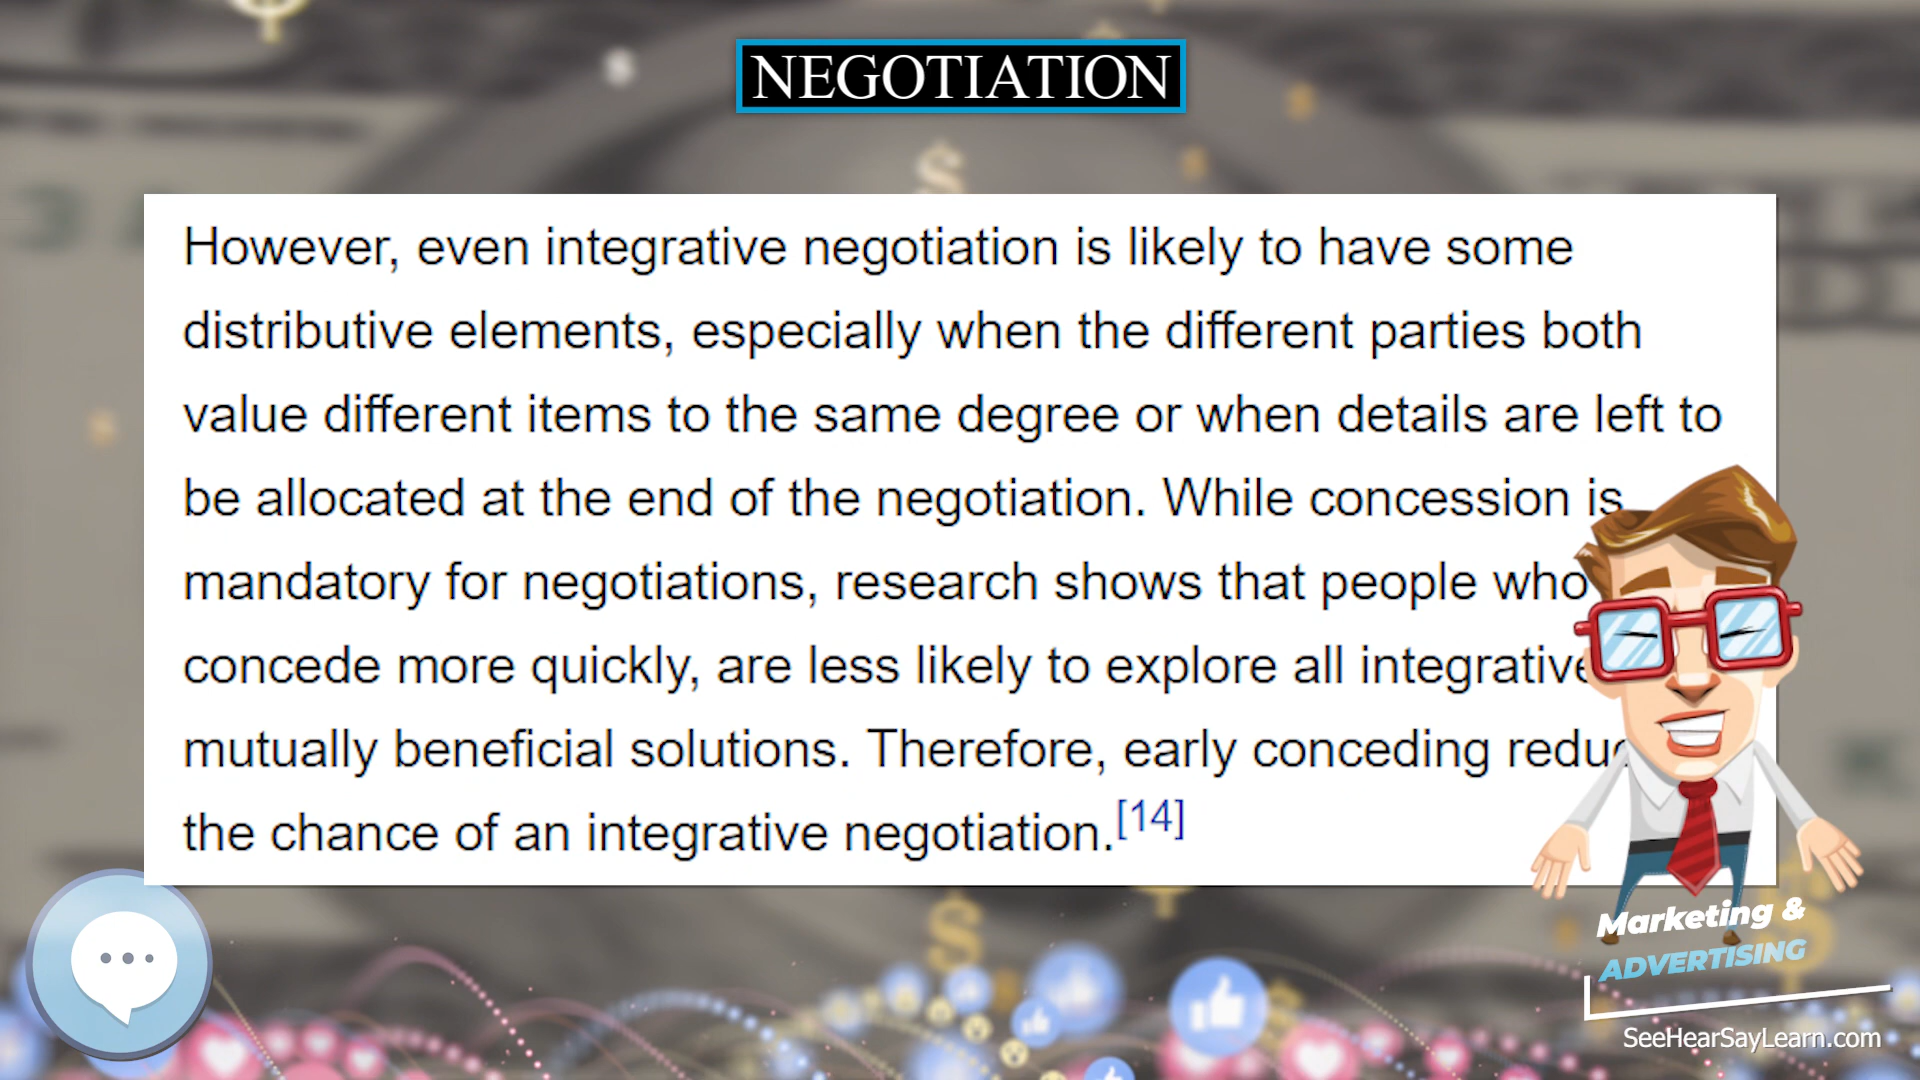 NEGOTIATION
However, even integrative negotiation is likely to have some
distributive elements, especially when the different parties both
value different items to the same degree or when details are left to
be allocated at the end of the negotiation. While concession is
mandatory for negotiations, research shows that people who
concede more quickly, are less likely to explore all integrative
mutually beneficial solutions. Therefore, early conceding
the chance of an integrative negotiation.[14]
Marketing &
ADVERTISING
SeeHearSayLearn.com